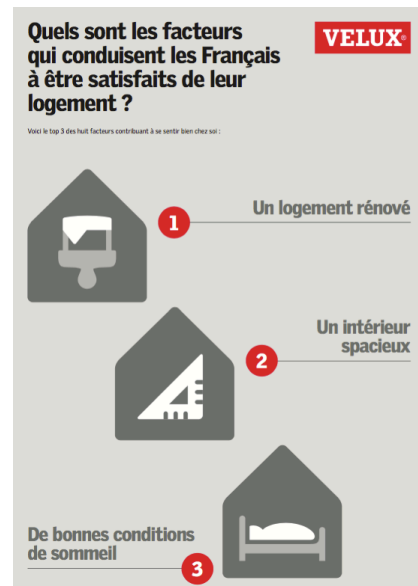 Quels sont les facteurs
qui conduisent les Français
à être satisfaits de leur
logement ?
VELUX®
Voici le top 3 des huit facteurs contribuant à se sentir bien chez soi :
1
Un logement rénové
Un intérieur
spacieux
2
De bonnes conditions
de sommeil
3